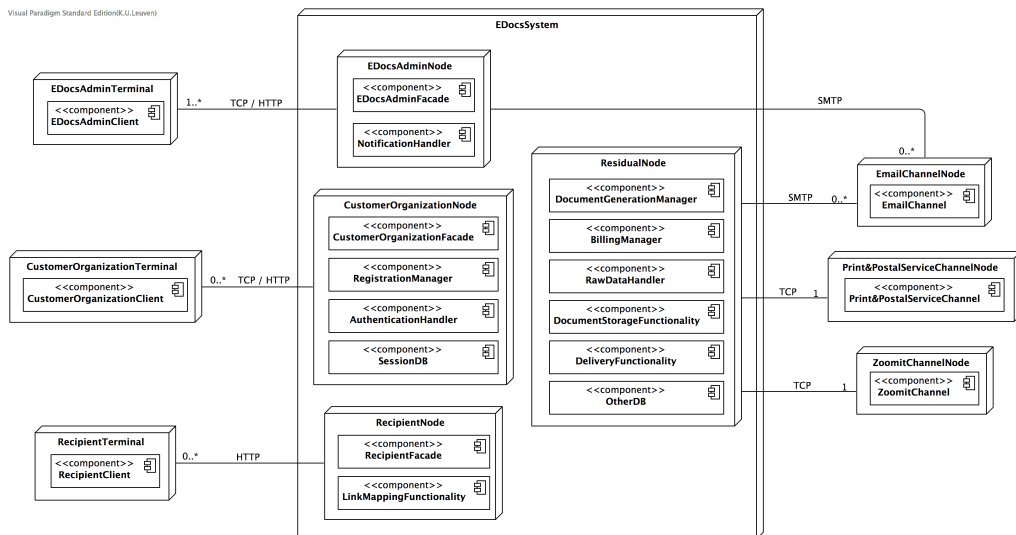 Visual Paradigm Standard Edition(K.U.Leuven)
EDocsSystem
EDocsAdminTerminal
<<component>>
EDocsAdminClient
1..*
TCP / HTTP
EDocsAdminNode
<<component>>
EDocsAdminFacade
<<component>>
NotificationHandler
SMTP
0..*
EmailChannelNode
<<component>>
EmailChannel
ResidualNode
<<component>>
DocumentGenerationManager
<<component>>
BillingManager
<<component>>
RawDataHandler
<<component>>
DocumentStorageFunctionality
<<component>>
DeliveryFunctionality
<<component>>
OtherDB
SMTP
0..*
CustomerOrganizationTerminal
<<component>>
CustomerOrganizationClient
0..*
TCP / HTTP
CustomerOrganizationNode
<<component>>
CustomerOrganizationFacade
<<component>>
RegistrationManager
<<component>>
AuthenticationHandler
<<component>>
SessionDB
TCP
1
Print&PostalServiceChannelNode
<<component>>
Print&PostalServiceChannel
TCP
1
ZoomitChannelNode
<<component>>
ZoomitChannel
RecipientTerminal
<<component>>
RecipientClient
0..*
HTTP
RecipientNode
<<component>>
RecipientFacade
<<component>>
LinkMappingFunctionality